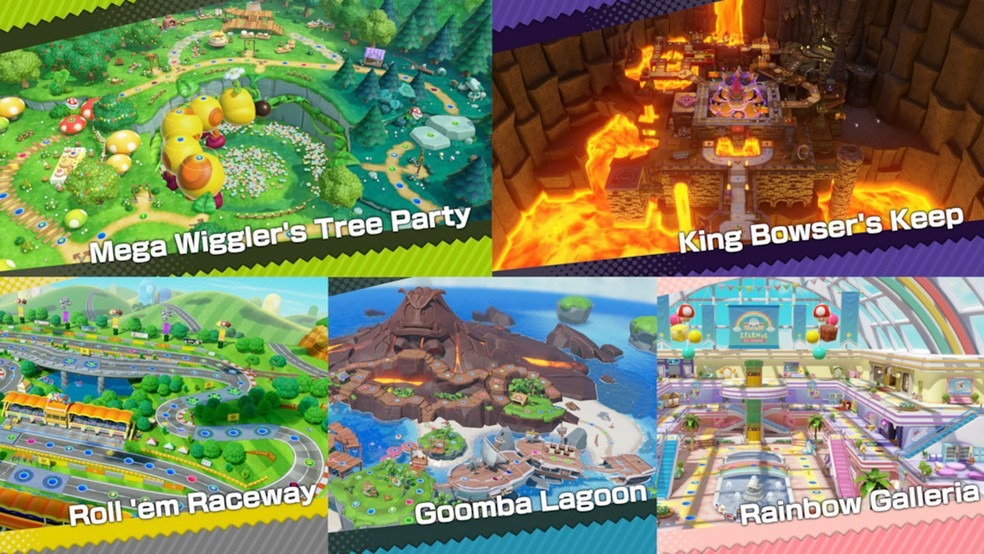 Mega Wiggler's Tree Party
King Bowser's Keep
Roll 'em Raceway
Goomba Lagoon
Rainbow Galleria